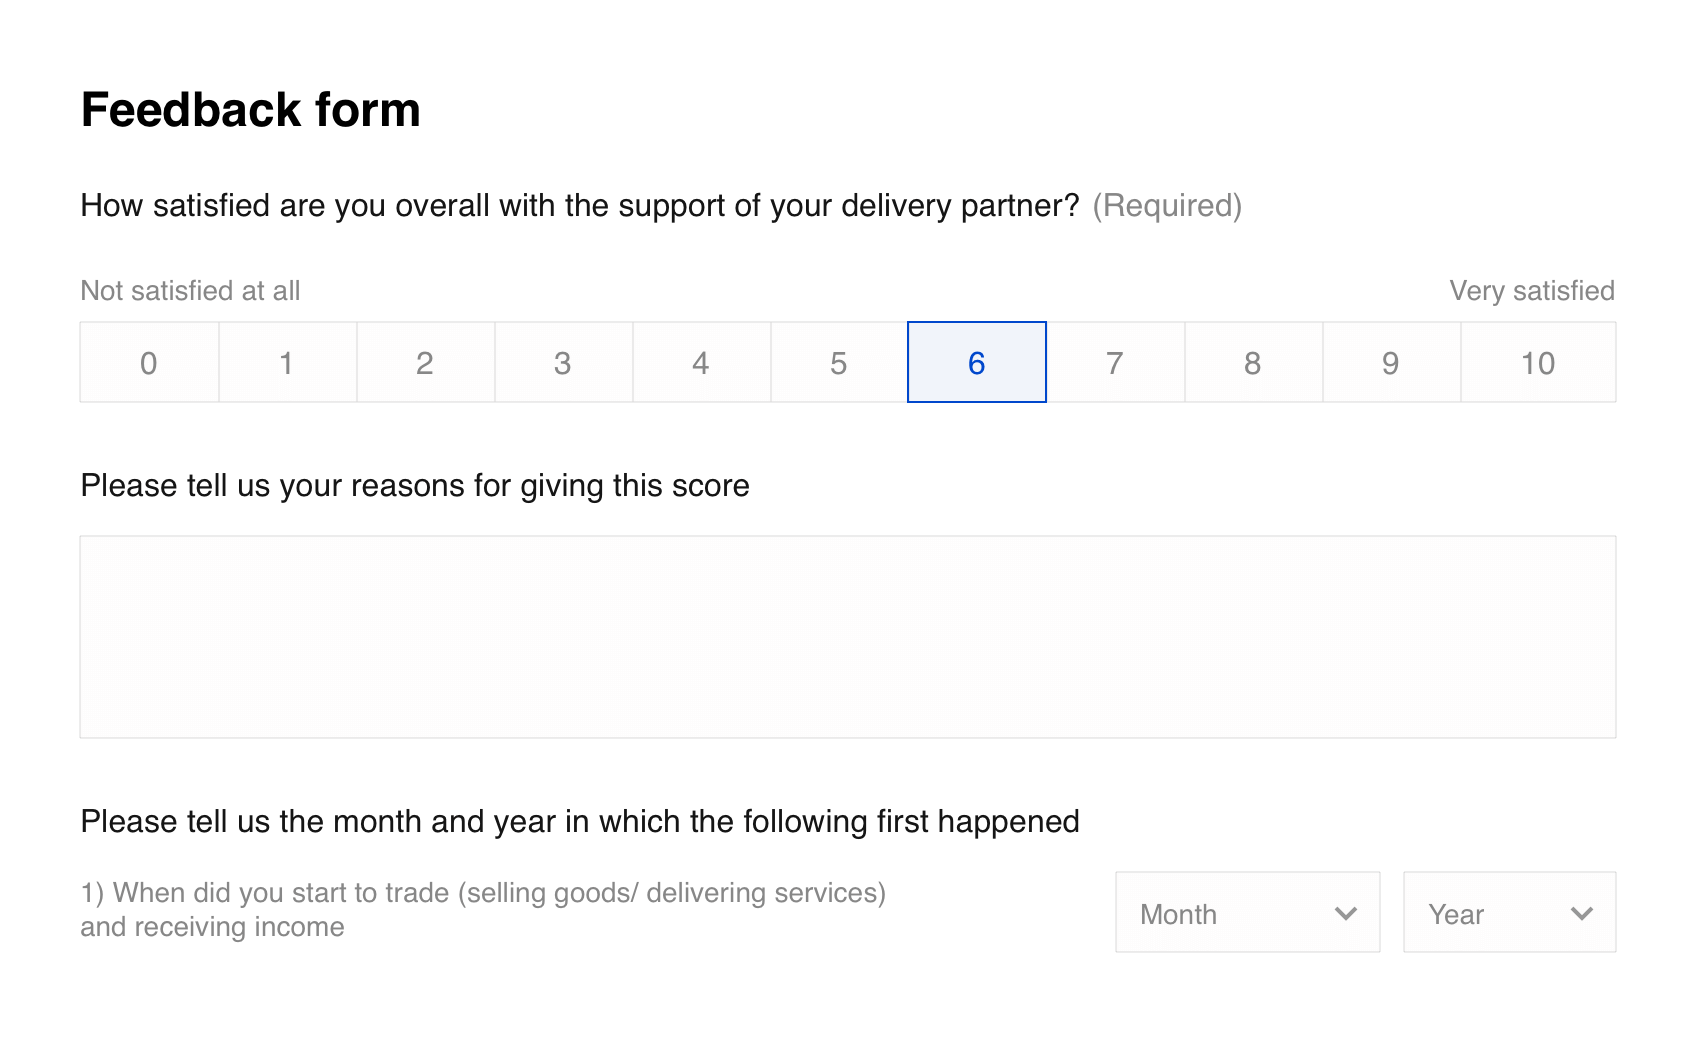 Feedback form
How satisfied are you overall with the support of your delivery partner? (Required)
Not satisfied at all Very satisfied
0 1 2 3 4 5 6 7 8 9 10
Please tell us your reasons for giving this score
Please tell us the month and year in which the following first happened
1) When did you start to trade (selling goods/ delivering services)
and receiving income
Month Year